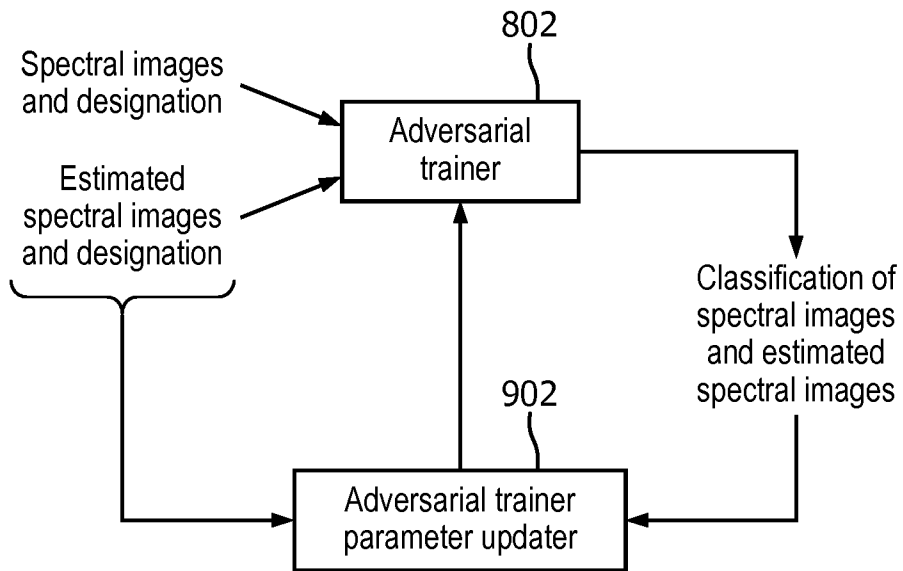 802
Spectral images
and designation
Adversarial
trainer
Estimated
spectral images
and designation
Classification of
spectral images
and estimated
spectral images
902
Adversarial trainer
parameter updater